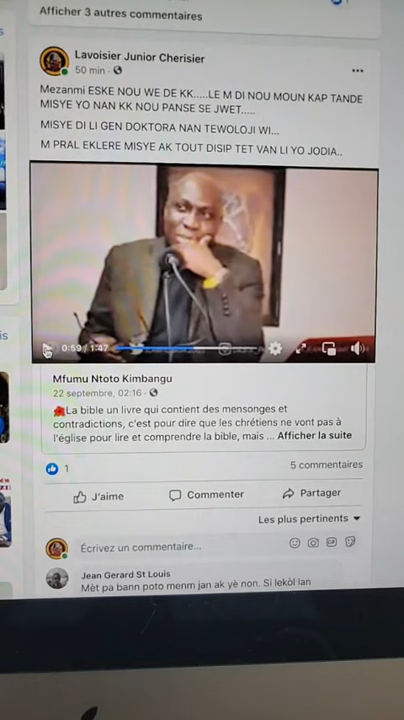 Afficher 3 autres commentaires
Lavoisier Junior Cherisier
50 min ·
Mezanmi ESKE NOU WE DE KK.....LE M DI NOU MOUN KAP TANDE
MISYE YO NAN KK NOU PANSE SE JWET.....
MISYE DI LI GEN DOKTORA NAN TEWOLOJI WI...
M PRAL EKLERE MISYE AK TOUT DISIP TET VAN LI YO JODIA..
0:59 / 1:47
Mfumu Ntoto Kimbangu
22 septembre, 02:16 ·
La bible un livre qui contient des mensonges et
contradictions, c'est pour dire que les chrétiens ne vont pas à
l'église pour lire et comprendre la bible, mais ... Afficher la suite
1
5 commentaires
J'aime
Commenter
Partager
Les plus pertinents
Écrivez un commentaire...
Jean Gerard St Louis
Mèt pa bann poto menm jan ak yè non. Si lekòl lan